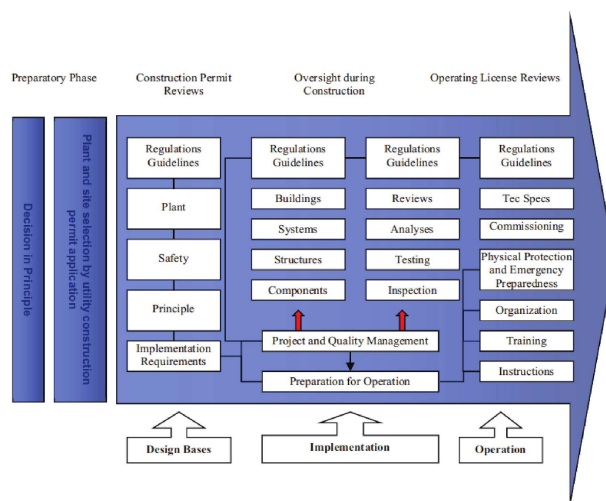 Preparatory Phase
Construction Permit
Reviews
Oversight during
Construction
Operating License Reviews
Decision in Principle
Plant and site selection by utility construction
permit application
Regulations
Guidelines
Plant
Safety
Principle
Implementation
Requirements
Regulations
Guidelines
Buildings
Systems
Structures
Components
Regulations
Guidelines
Reviews
Analyses
Testing
Inspection
Project and Quality Management
Preparation for Operation
Regulations
Guidelines
Tec Specs
Commissioning
Physical Protection
and Emergency
Preparedness
Organization
Training
Instructions
Design Bases
Implementation
Operation